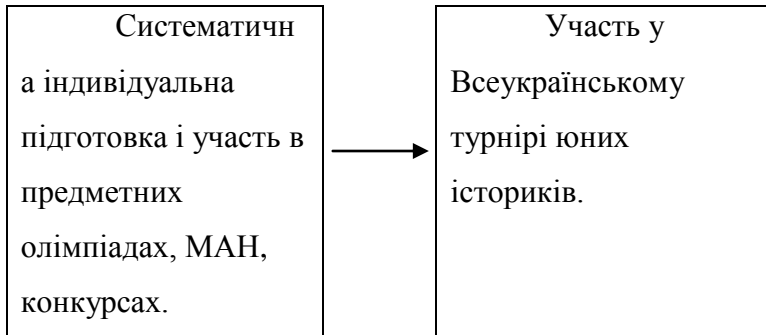 Систематичн
а індивідуальна
підготовка і участь в
предметних
олімпіадах, МАН,
конкурсах.
Участь у
Всеукраїнському
турнірі юних
істориків.